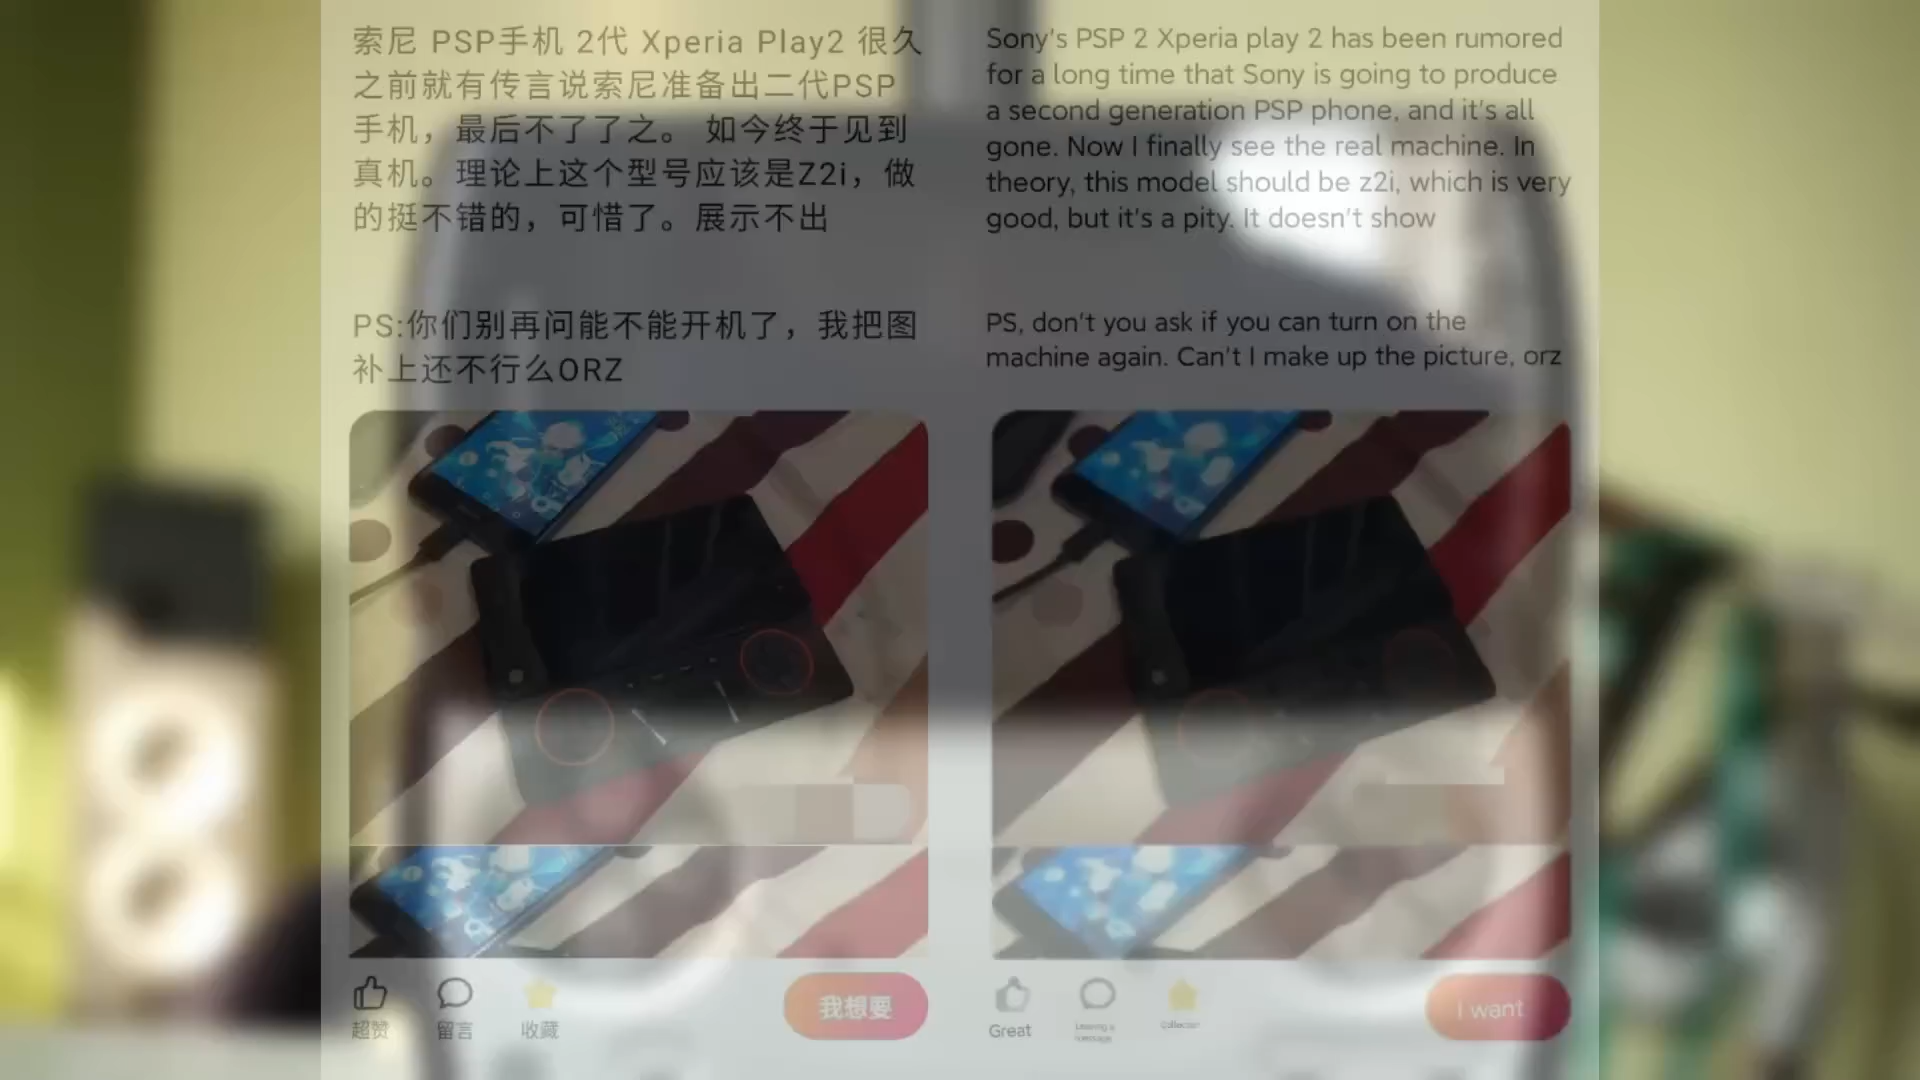 索尼 PSP手机 2代 Xperia Play2 很久
之前就有传言说索尼准备出二代PSP
手机，最后不了了之。 如今终于见到
真机。理论上这个型号应该是Z2i，做
的挺不错的，可惜了。展示不出
PS:你们别再问能不能开机了，我把图
补上还不行么ORZ
超赞
留言
收藏
我想要
Sony's PSP 2 Xperia play 2 has been rumored
for a long time that Sony is going to produce
a second generation PSP phone, and it's all
gone. Now I finally see the real machine. In
theory, this model should be z2i, which is very
good, but it's a pity. It doesn't show
PS, don't you ask if you can turn on the
machine again. Can't I make up the picture, orz
Great
Leaving a
message
Collection
I want